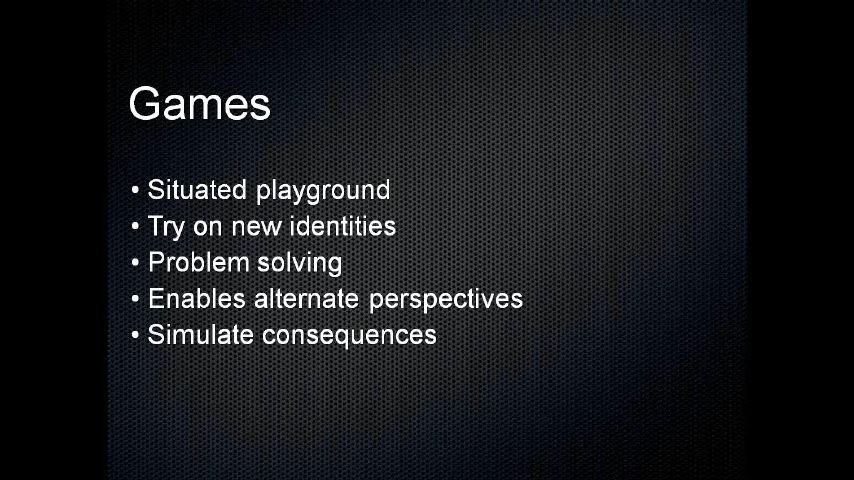 Games
• Situated playground
• Try on new identities
• Problem solving
• Enables alternate perspectives
• Simulate consequences